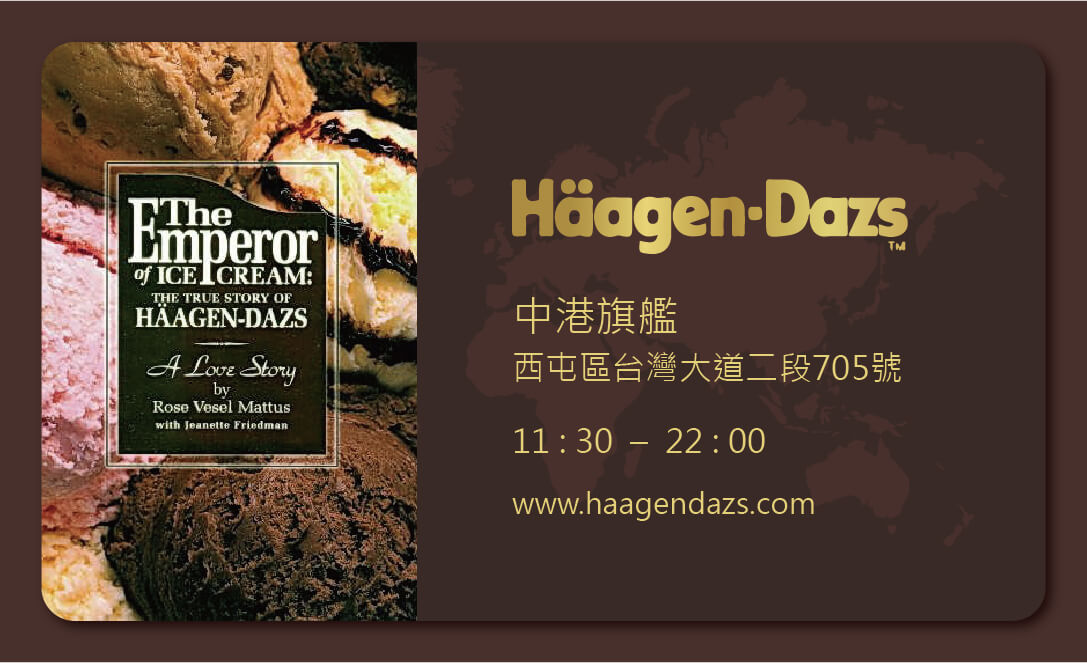 The
Emperor
of ICE CREAM:
THE TRUE STORY OF
HÄAGEN-DAZS
A Love Story
by
Rose Vesel Mattus
with Jeanette Friedman
Häagen-Dazs
TM
中港旗艦
西屯區台灣大道二段705號
11 : 30 – 22 : 00
www.haagendazs.com